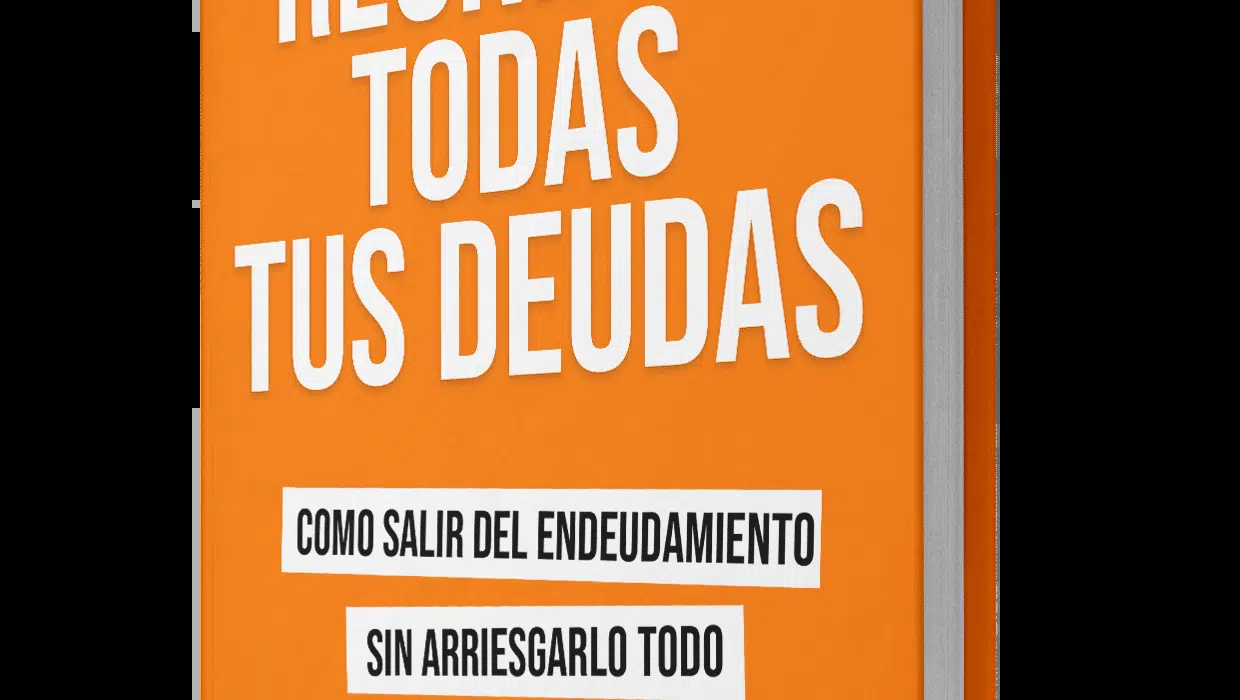 TODAS
TUS DEUDAS
COMO SALIR DEL ENDEUDAMIENTO
SIN ARRIESGARLO TODO